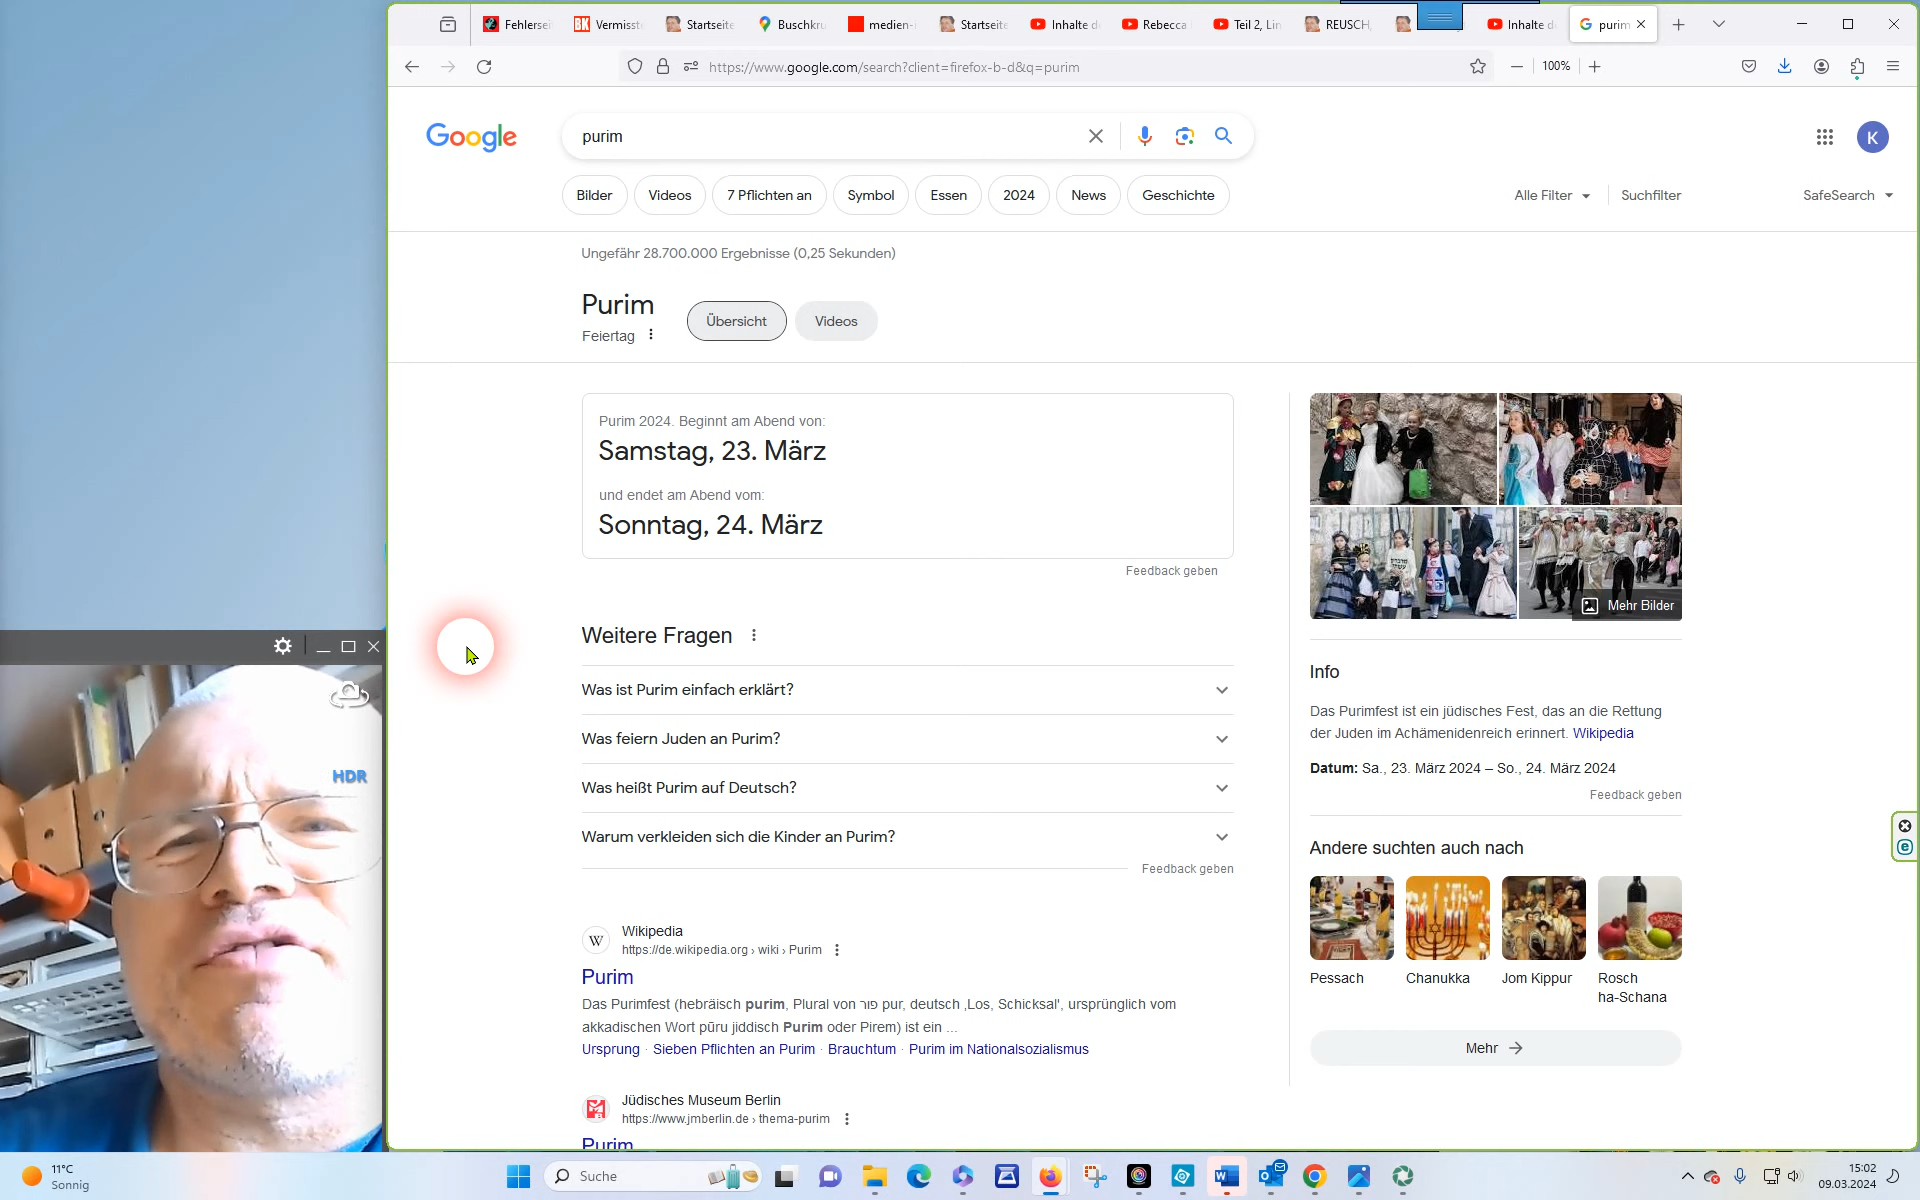 Fehlersei
Vermisst
Startseite
Buschkru
medien-
Startseite
Inhalte d
Rebecca
Teil 2, Lin
REUSCH,
Inhalte d
purim
https://www.google.com/search?client=firefox-b-d&q=purim
100%
Google
purim
K
Bilder
Videos
7 Pflichten an
Symbol
Essen
2024
News
Geschichte
Alle Filter
Suchfilter
SafeSearch
Ungefähr 28.700.000 Ergebnisse (0,25 Sekunden)
Purim
Feiertag
Übersicht
Videos
Purim 2024. Beginnt am Abend von:
Samstag, 23. März
und endet am Abend vom:
Sonntag, 24. März
Feedback geben
Weitere Fragen
Was ist Purim einfach erklärt?
Was feiern Juden an Purim?
Was heißt Purim auf Deutsch?
Warum verkleiden sich die Kinder an Purim?
Feedback geben
W
Wikipedia
https://de.wikipedia.org › wiki › Purim
Purim
Das Purimfest (hebräisch purim, Plural von פור pur, deutsch ‚Los, Schicksal', ursprünglich vom
akkadischen Wort pūru jiddisch Purim oder Pirem) ist ein ...
Ursprung · Sieben Pflichten an Purim · Brauchtum · Purim im Nationalsozialismus
Jüdisches Museum Berlin
https://www.jmberlin.de › thema-purim
Purim
Mehr Bilder
Info
Das Purimfest ist ein jüdisches Fest, das an die Rettung
der Juden im Achämenidenreich erinnert. Wikipedia
Datum: Sa., 23. März 2024 – So., 24. März 2024
Feedback geben
Andere suchten auch nach
Pessach
Chanukka
Jom Kippur
Rosch
ha-Schana
Mehr
HDR
11°C
Sonnig
Suche
15:02
09.03.2024